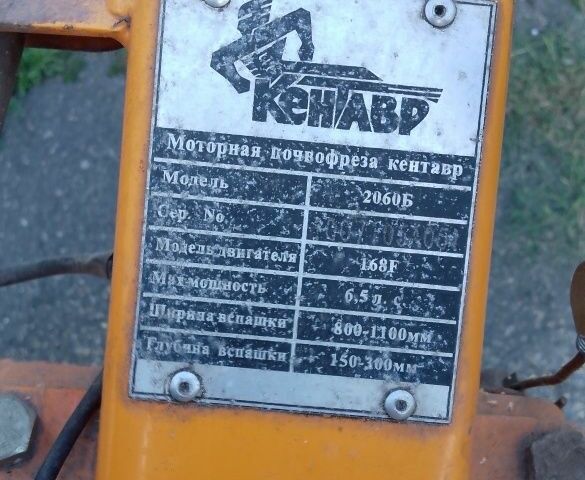 КЕНТАВР
Моторная почвофреза кентавр
Модель 2060Б
Сер. No
Модель двигателя 168F
Мах мощность 6,5 л. с
Ширина вспашки 800-1100мм
Глубина вспашки 150-300мм